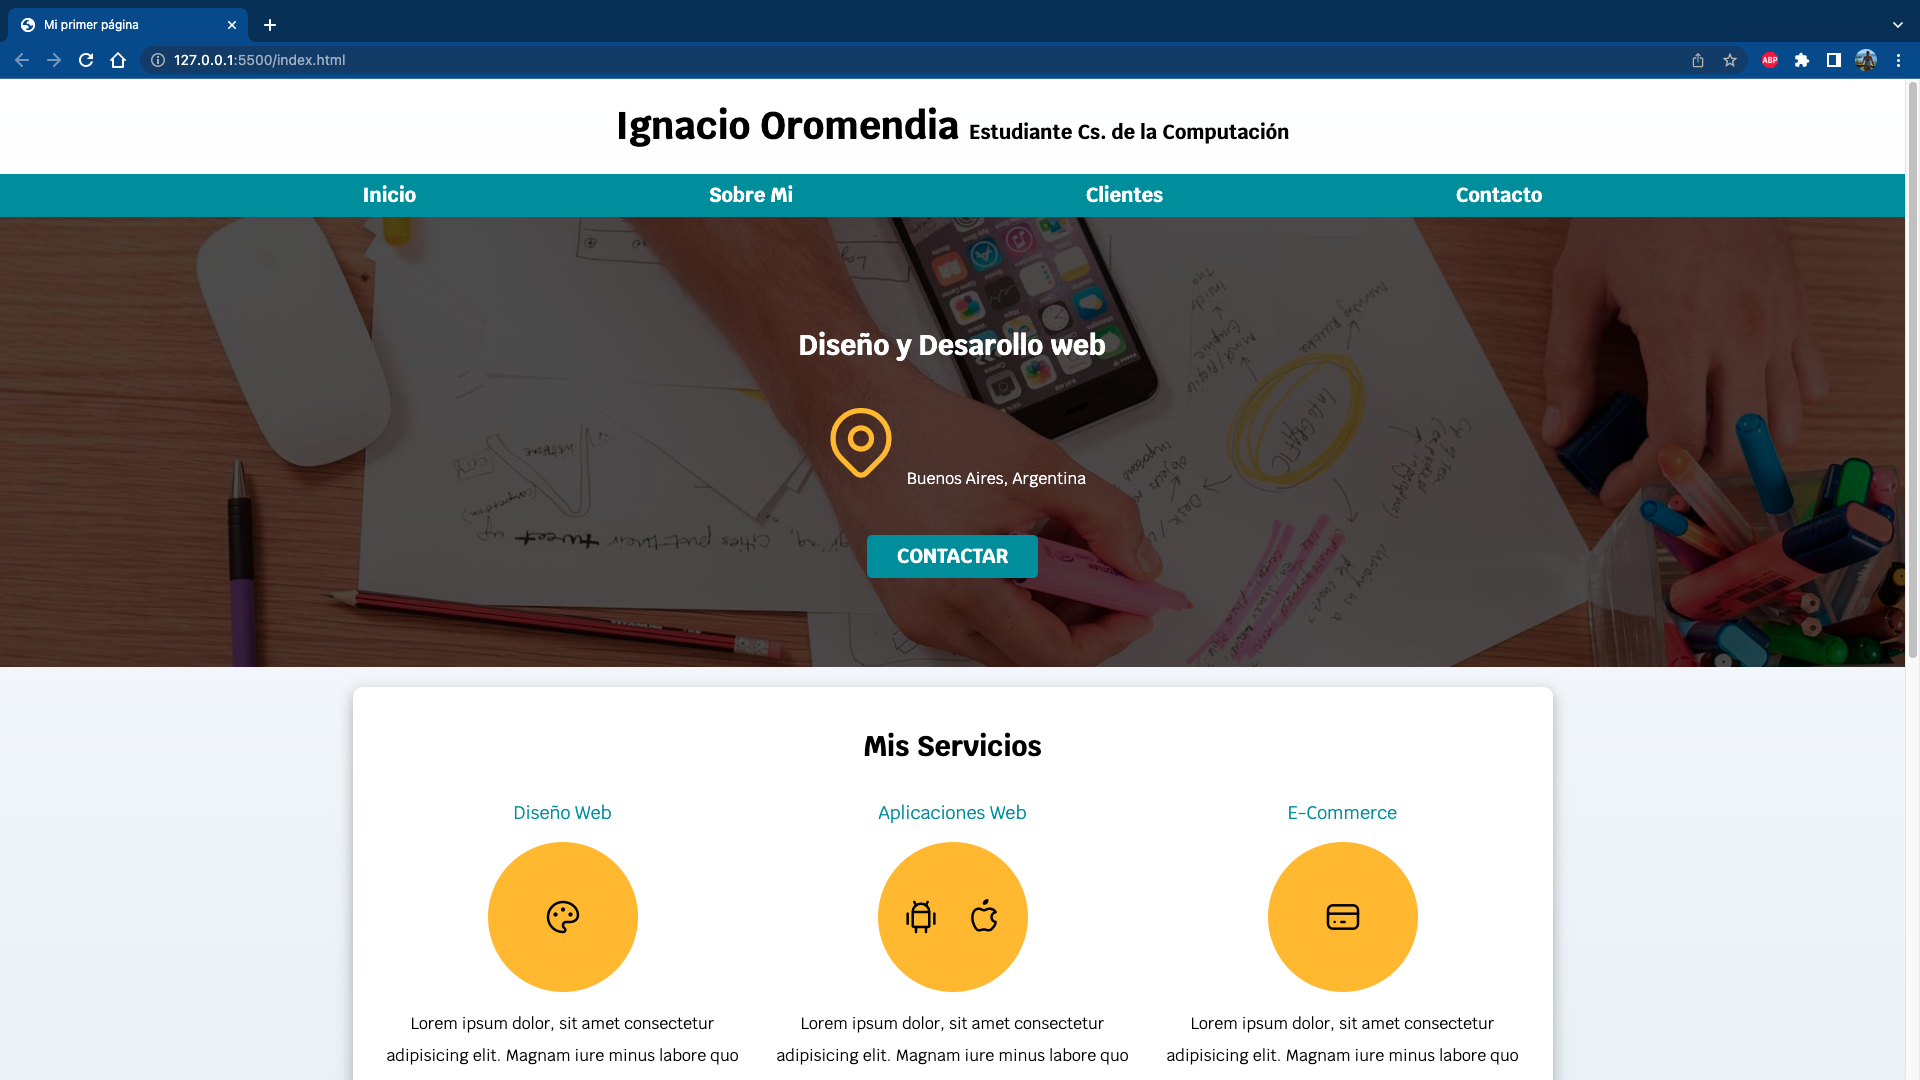 Mi primer página
127.0.0.1:5500/index.html
ABP
Ignacio Oromendia Estudiante Cs. de la Computación
Inicio Sobre Mi Clientes Contacto
Diseño y Desarollo web
Buenos Aires, Argentina
CONTACTAR
Mis Servicios
Diseño Web Aplicaciones Web E-Commerce
Lorem ipsum dolor, sit amet consectetur Lorem ipsum dolor, sit amet consectetur Lorem ipsum dolor, sit amet consectetur
adipisicing elit. Magnam iure minus labore quo adipisicing elit. Magnam iure minus labore quo adipisicing elit. Magnam iure minus labore quo